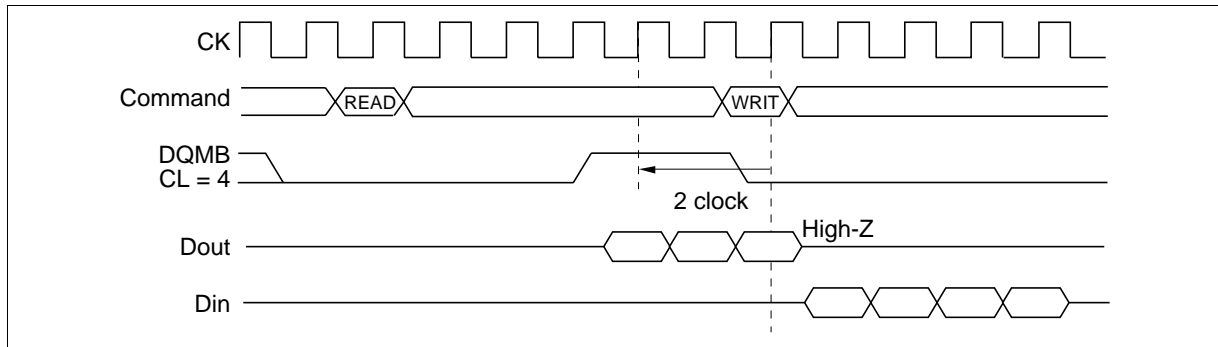 CK
Command
READ
WRIT
DQMB
CL = 4
2 clock
Dout
High-Z
Din